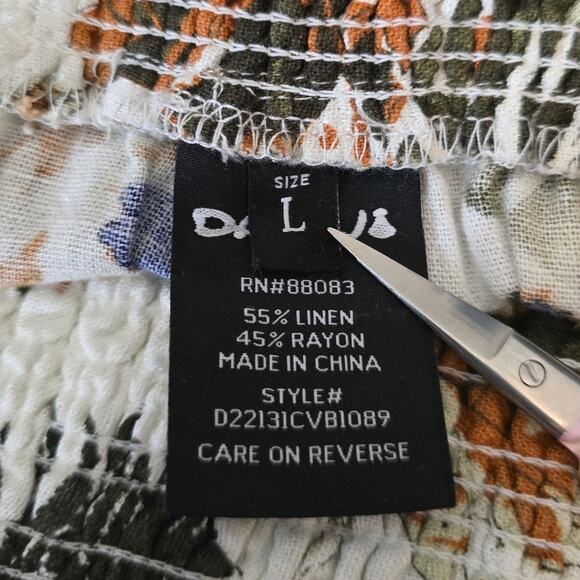 SIZE
L
RN#88083
55% LINEN
45% RAYON
MADE IN CHINA
STYLE#
D22131CVB1089
CARE ON REVERSE